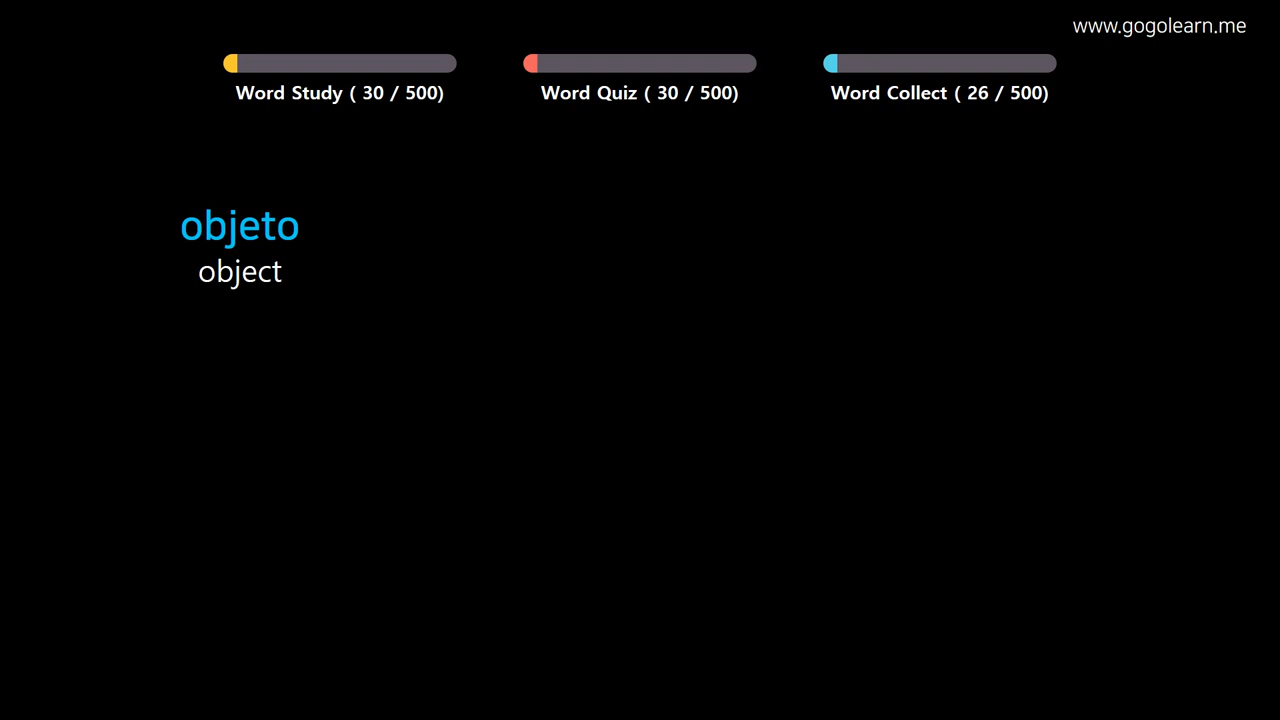 www.gogolearn.me
Word Study ( 30 / 500)
Word Quiz ( 30 / 500)
Word Collect ( 26 / 500)
objeto
object